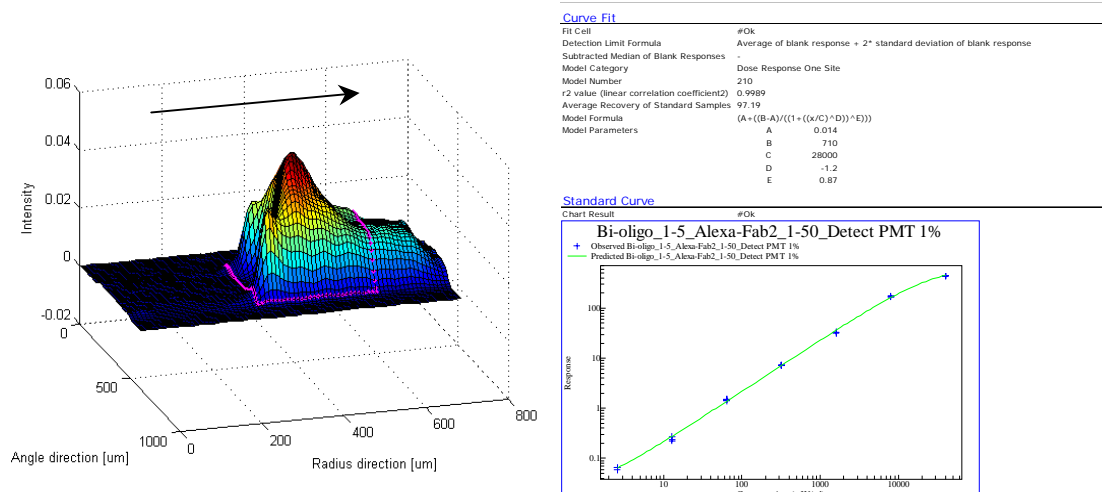 0.06
0.04
0.02
0
-0.02
Intensity
0
500
1000
Angle direction [um]
0
200
400
600
800
Radius direction [um]
Curve Fit
Fit Cell #Ok
Detection Limit Formula Average of blank response + 2* standard deviation of blank response
Subtracted Median of Blank Responses -
Model Category Dose Response One Site
Model Number 210
r2 value (linear correlation coefficient2) 0.9989
Average Recovery of Standard Samples 97.19
Model Formula (A+((B-A)/((1+((x/C)^D))^E)))
Model Parameters A 0.014
B 710
C 28000
D -1.2
E 0.87
Standard Curve
Chart Result #Ok
Bi-oligo_1-5_Alexa-Fab2_1-50_Detect PMT 1%
+ Observed Bi-oligo_1-5_Alexa-Fab2_1-50_Detect PMT 1%
Predicted Bi-oligo_1-5_Alexa-Fab2_1-50_Detect PMT 1%
100
10
1
0.1
Response
10 100 1000 10000